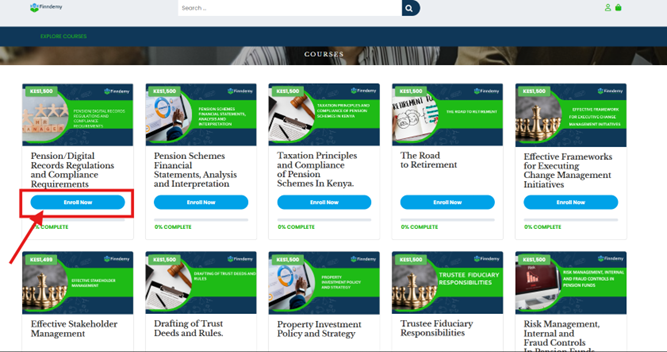 Finndemy
Search ...
EXPLORE COURSES
COURSES
KES1,500
Finndemy
PENSION/DIGITAL RECORDS
REGULATIONS AND COMPLIANCE
REQUIREMENTS
Pension/Digital
Records Regulations
and Compliance
Requirements
Enroll Now
% COMPLETE
KES1,500
Finndemy
PENSION SCHEMES
FINANCIAL STATEMENTS,
ANALYSIS AND
INTERPRETATION
Pension Schemes
Financial
Statements, Analysis
and Interpretation
Enroll Now
0% COMPLETE
KES1,500
Finndemy
TAXATION PRINCIPLES AND
COMPLIANCE OF PENSION
SCHEMES IN KENYA
Taxation Principles
and Compliance
of Pension
Schemes In Kenya.
Enroll Now
0% COMPLETE
KES1,500
Finndemy
RETIREMENT
THE ROAD TO RETIREMENT
The Road
to Retirement
Enroll Now
0% COMPLETE
KES1,500
Finndemy
EFFECTIVE FRAMEWORK
FOR EXECUTIVE CHANGE
MANAGEMENT INITIATIVES
Effective Frameworks
for Executing
Change Management
Initiatives
Enroll Now
0% COMPLETE
KES1,499
Finndemy
EFFECTIVE STAKEHOLDER
MANAGEMENT
Effective Stakeholder
Management
KES1,500
Finndemy
DRAFTING OF TRUST DEEDS AND
RULES
Drafting of Trust
Deeds and Rules.
KES1,500
Finndemy
PROPERTY
INVESTMENT POLICY
AND STRATEGY
Property Investment
Policy and Strategy
KES1,500
Finndemy
TRUSTEE FIDUCIARY
RESPONSIBILITIES
Trustee Fiduciary
Responsibilities
KES1,500
Finndemy
RISK MANAGEMENT, INTERNAL
AND FRAUD CONTROLS IN
PENSION FUNDS
Risk Management,
Internal and
Fraud Controls
In Pension Funds